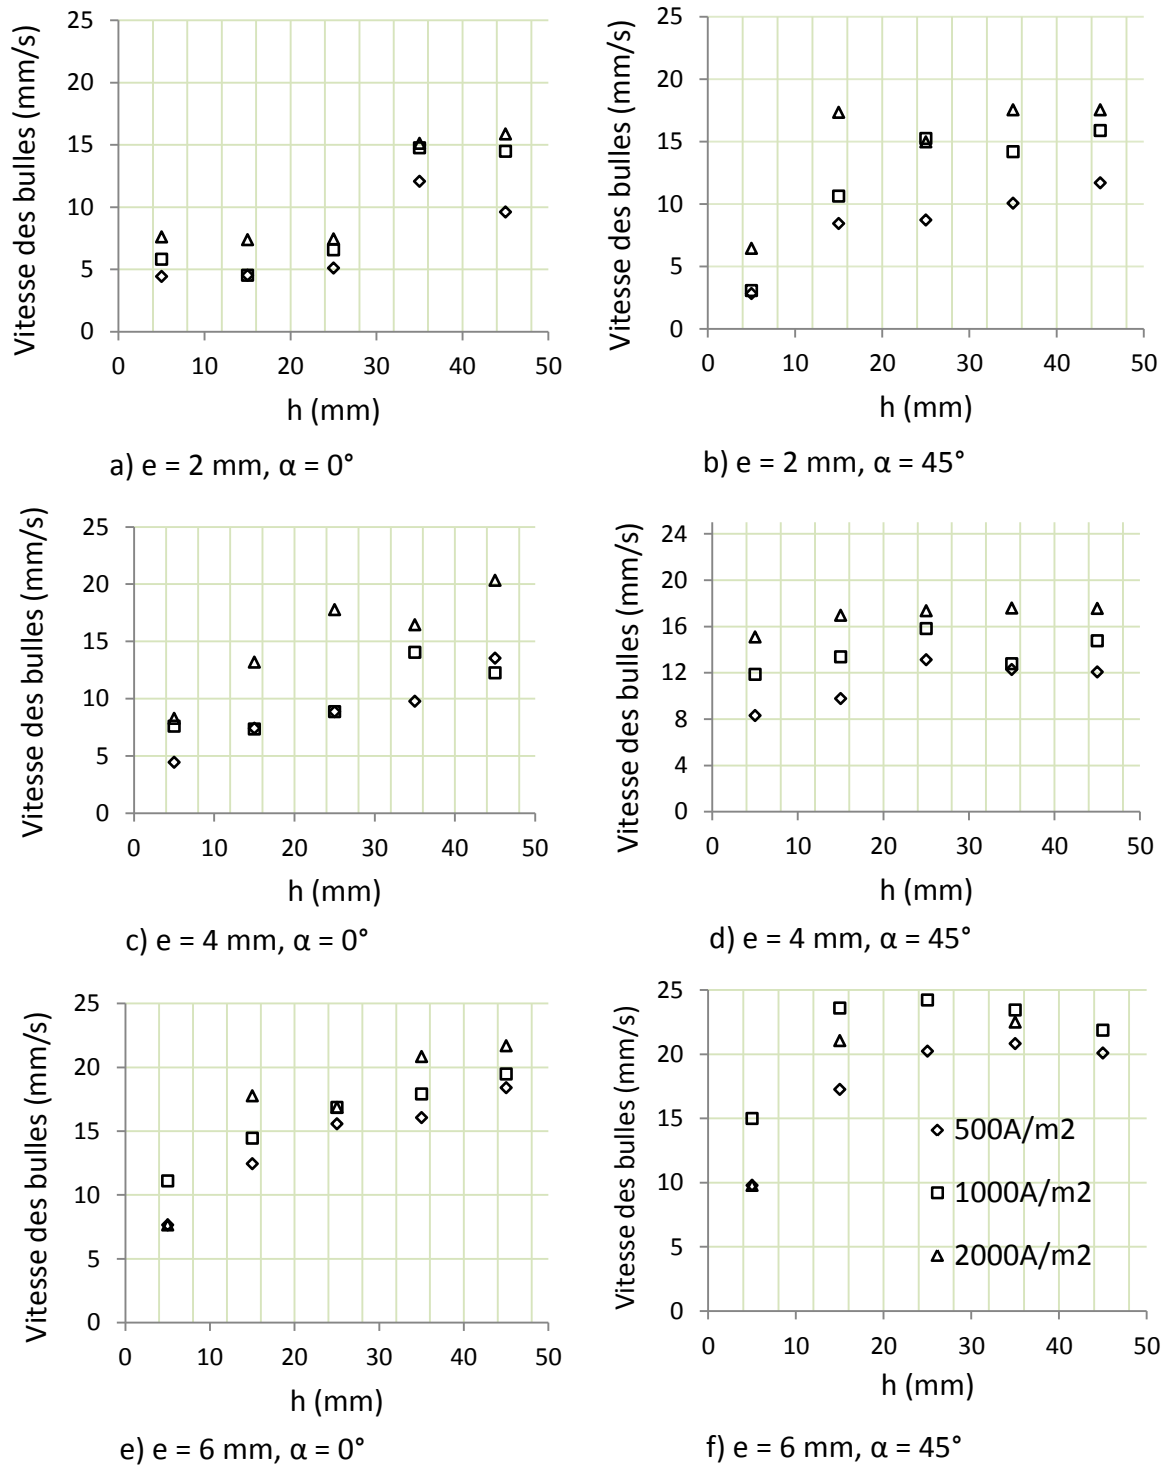 Vitesse des bulles (mm/s)
25
20
15
10
5
0
0 10 20 30 40 50
h (mm)
a) e = 2 mm, α = 0°
Vitesse des bulles (mm/s)
25
20
15
10
5
0
0 10 20 30 40 50
h (mm)
b) e = 2 mm, α = 45°
Vitesse des bulles (mm/s)
25
20
15
10
5
0
0 10 20 30 40 50
h (mm)
c) e = 4 mm, α = 0°
Vitesse des bulles (mm/s)
24
20
16
12
8
4
0
0 10 20 30 40 50
h (mm)
d) e = 4 mm, α = 45°
Vitesse des bulles (mm/s)
25
20
15
10
5
0
0 10 20 30 40 50
h (mm)
e) e = 6 mm, α = 0°
Vitesse des bulles (mm/s)
25
20
15
10
5
0
500A/m2
1000A/m2
2000A/m2
0 10 20 30 40 50
h (mm)
f) e = 6 mm, α = 45°